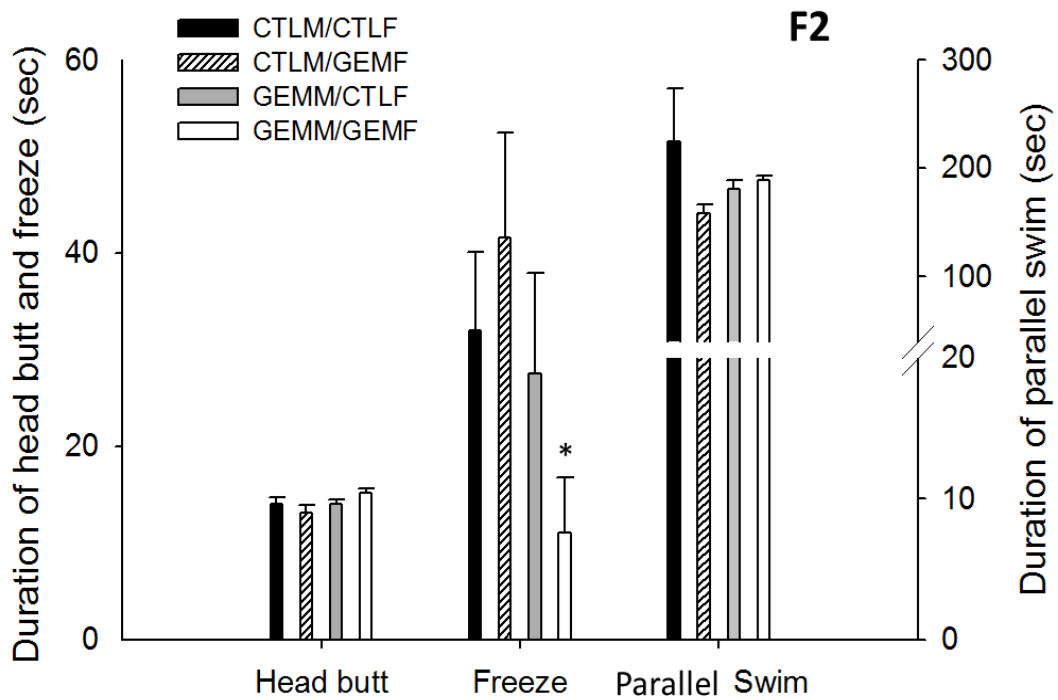 F2
CTLM/CTLF
CTLM/GEMF
GEMM/CTLF
GEMM/GEMF
Duration of head butt and freeze (sec)
60
40
20
0
*
300
200
100
20
10
0
Duration of parallel swim (sec)
Head butt Freeze Parallel Swim